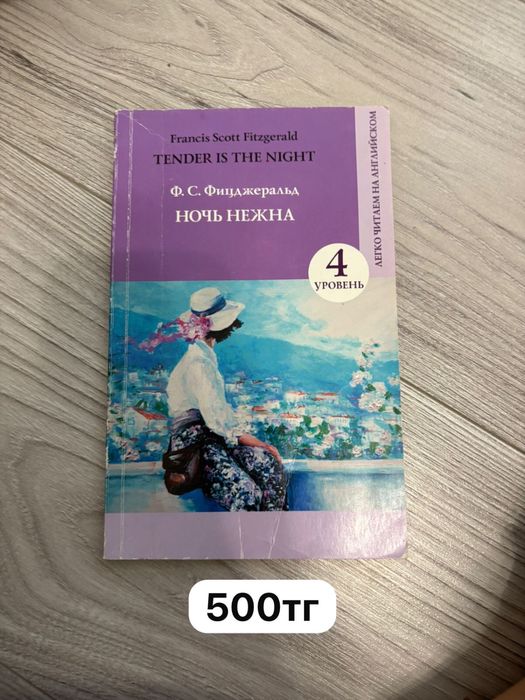 Francis Scott Fitzgerald
TENDER IS THE NIGHT
Ф. С. Фицджеральд
НОЧЬ НЕЖНА
ЛЕГКО ЧИТАЕМ НА АНГЛИЙСКОМ
4
УРОВЕНЬ
500тг